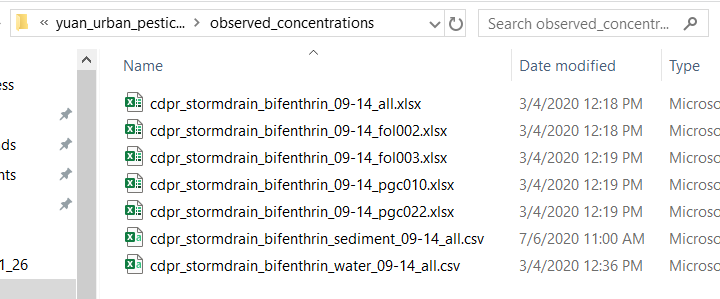 « yuan_urban_pestic... › observed_concentrations
Search observed_concentr...
Name Date modified Type
cdpr_stormdrain_bifenthrin_09-14_all.xlsx 3/4/2020 12:18 PM Microso
cdpr_stormdrain_bifenthrin_09-14_fol002.xlsx 3/4/2020 12:18 PM Microso
cdpr_stormdrain_bifenthrin_09-14_fol003.xlsx 3/4/2020 12:19 PM Microso
cdpr_stormdrain_bifenthrin_09-14_pgc010.xlsx 3/4/2020 12:19 PM Microso
cdpr_stormdrain_bifenthrin_09-14_pgc022.xlsx 3/4/2020 12:19 PM Microso
cdpr_stormdrain_bifenthrin_sediment_09-14_all.csv 7/6/2020 11:00 AM Microso
cdpr_stormdrain_bifenthrin_water_09-14_all.csv 3/4/2020 12:36 PM Microso
ess
ds
nts
1_26